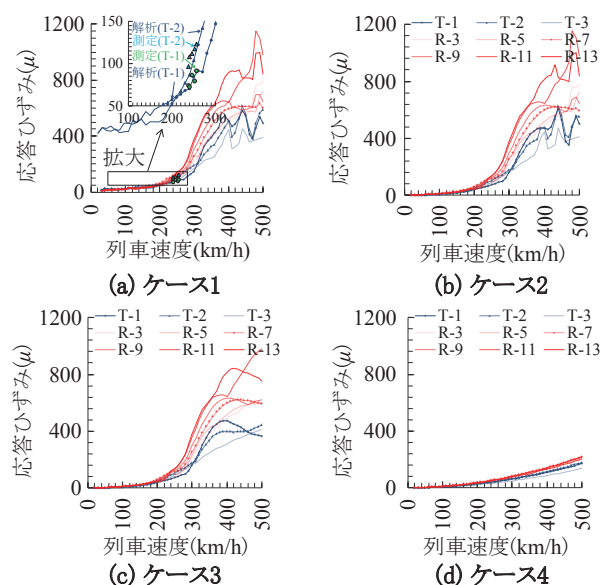 1200
800
400
0
応答ひずみ(μ)
150
100
50
100 200 300
解析(T-2)
測定(T-2)
測定(T-1)
解析(T-1)
拡大
0 100 200 300 400 500
列車速度(km/h)
(a) ケース1
T-1 T-2 T-3
R-3 R-5 R-7
R-9 R-11 R-13
1200
800
400
0
応答ひずみ(μ)
0 100 200 300 400 500
列車速度(km/h)
(b) ケース2
T-1 T-2 T-3
R-3 R-5 R-7
R-9 R-11 R-13
1200
800
400
0
応答ひずみ(μ)
0 100 200 300 400 500
列車速度(km/h)
(c) ケース3
T-1 T-2 T-3
R-3 R-5 R-7
R-9 R-11 R-13
1200
800
400
0
応答ひずみ(μ)
0 100 200 300 400 500
列車速度(km/h)
(d) ケース4